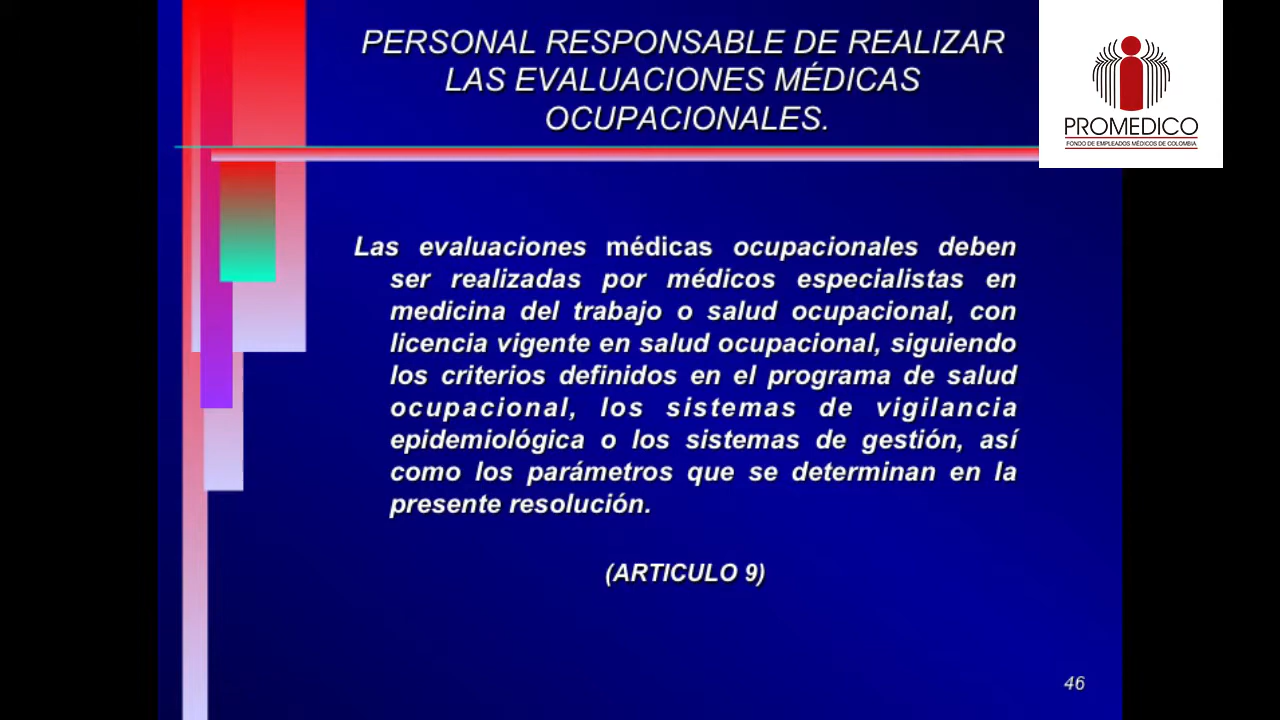 PERSONAL RESPONSABLE DE REALIZAR
LAS EVALUACIONES MÉDICAS
OCUPACIONALES.
PROMEDICO
FONDO DE EMPLEADOS MÉDICOS DE COLOMBIA
Las evaluaciones médicas ocupacionales deben
ser realizadas por médicos especialistas en
medicina del trabajo o salud ocupacional, con
licencia vigente en salud ocupacional, siguiendo
los criterios definidos en el programa de salud
ocupacional, los sistemas de vigilancia
epidemiológica o los sistemas de gestión, así
como los parámetros que se determinan en la
presente resolución.
(ARTICULO 9)
46